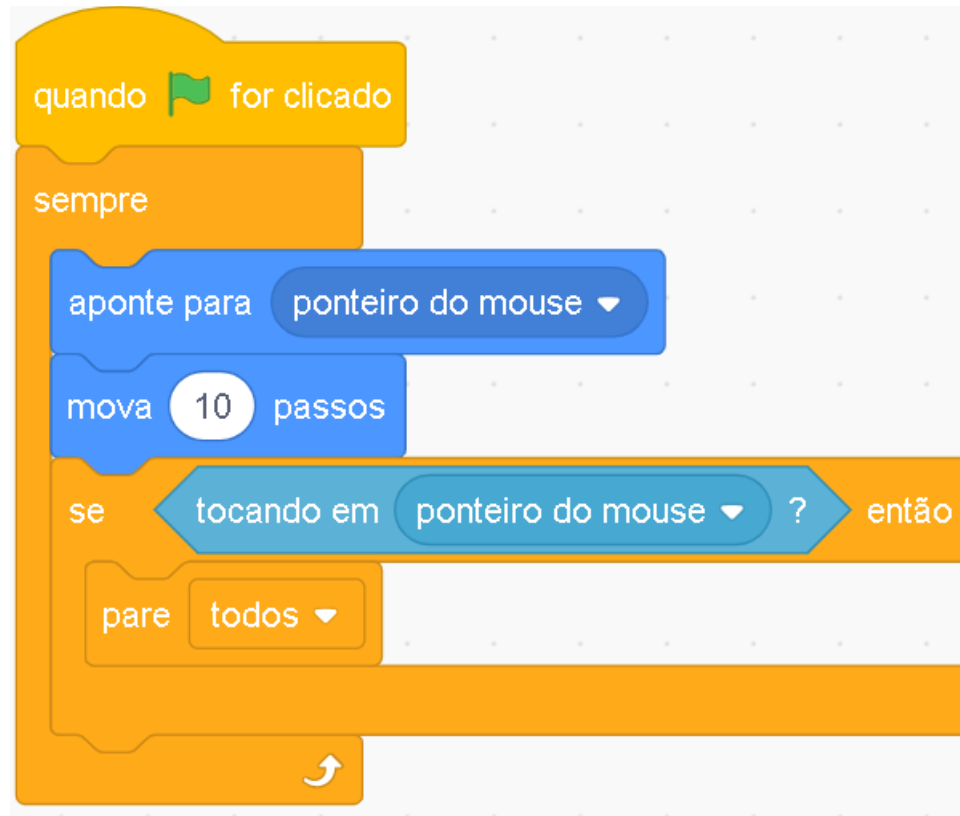 quando for clicado
sempre
aponte para ponteiro do mouse
mova 10 passos
se tocando em ponteiro do mouse ? então
pare todos